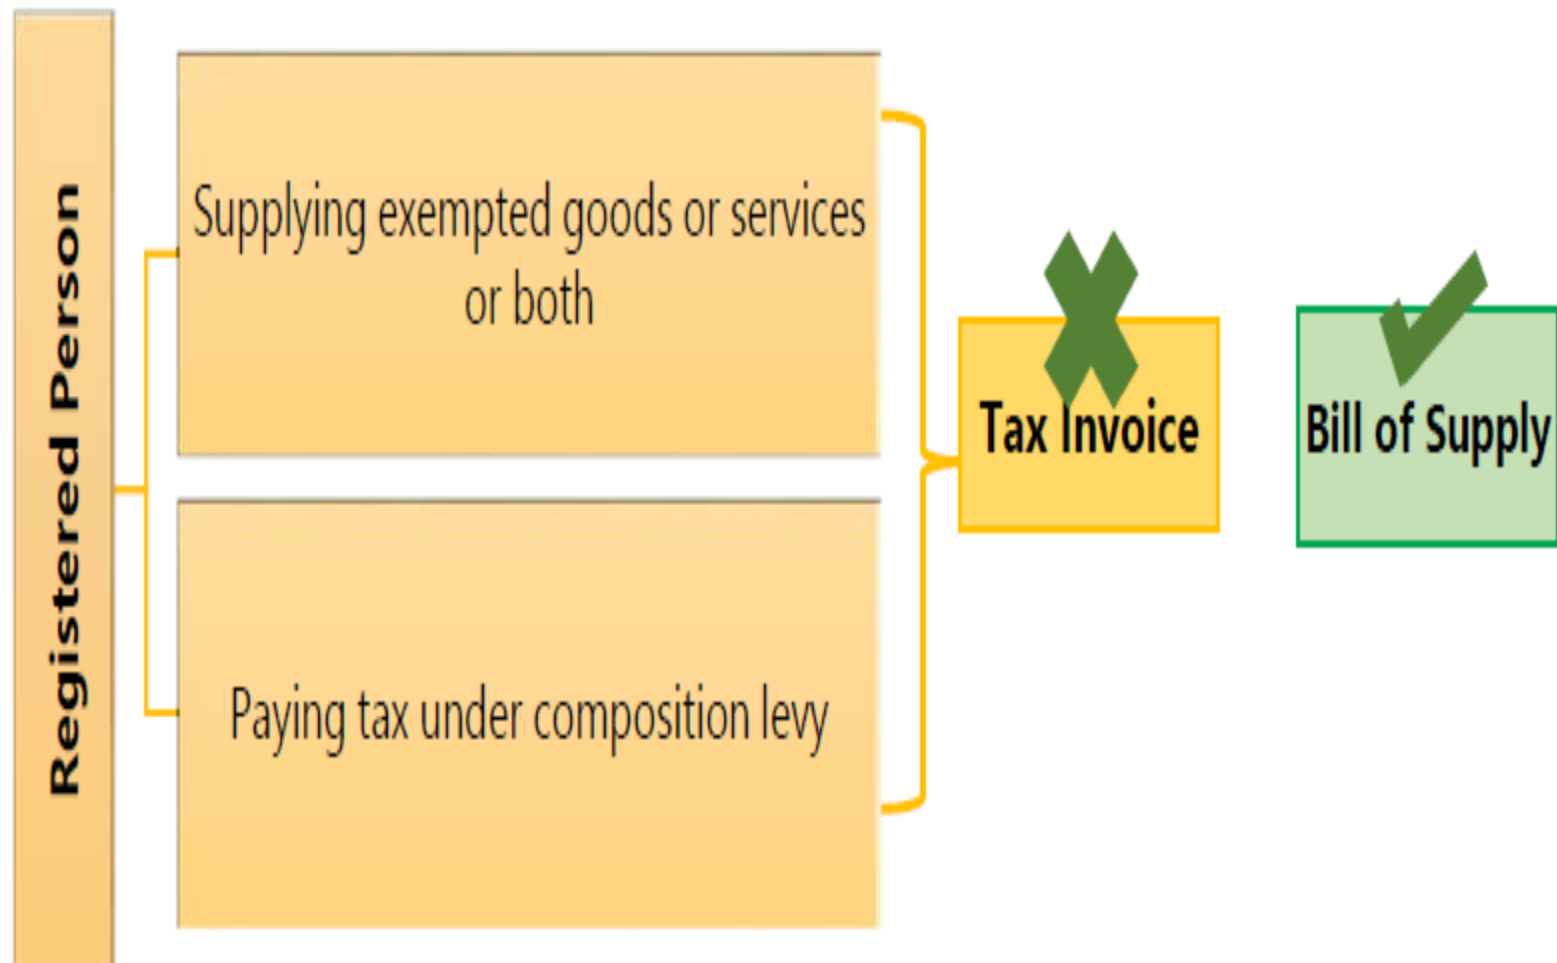 Registered Person
Supplying exempted goods or services
or both
Paying tax under composition levy
Tax Invoice
Bill of Supply